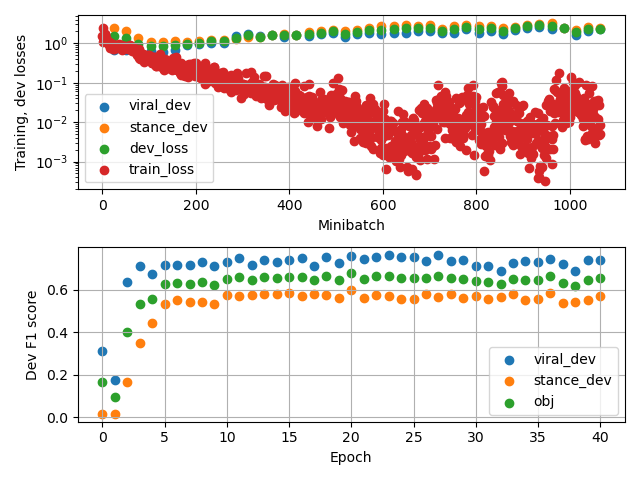 Training, dev losses
10⁰
10⁻¹
10⁻²
10⁻³
viral_dev
stance_dev
dev_loss
train_loss
0 200 400 600 800 1000
Minibatch
Dev F1 score
0.6
0.4
0.2
0.0
viral_dev
stance_dev
obj
0 5 10 15 20 25 30 35 40
Epoch